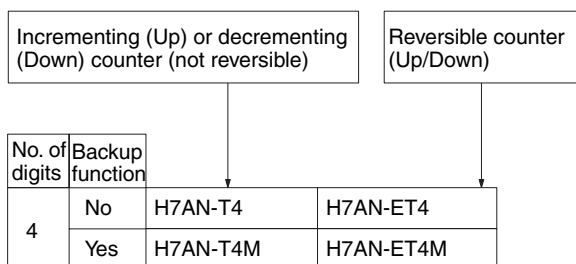 Incrementing (Up) or decrementing
(Down) counter (not reversible)
Reversible counter
(Up/Down)
No. of
digits
Backup
function
4
No
H7AN-T4
H7AN-ET4
Yes
H7AN-T4M
H7AN-ET4M